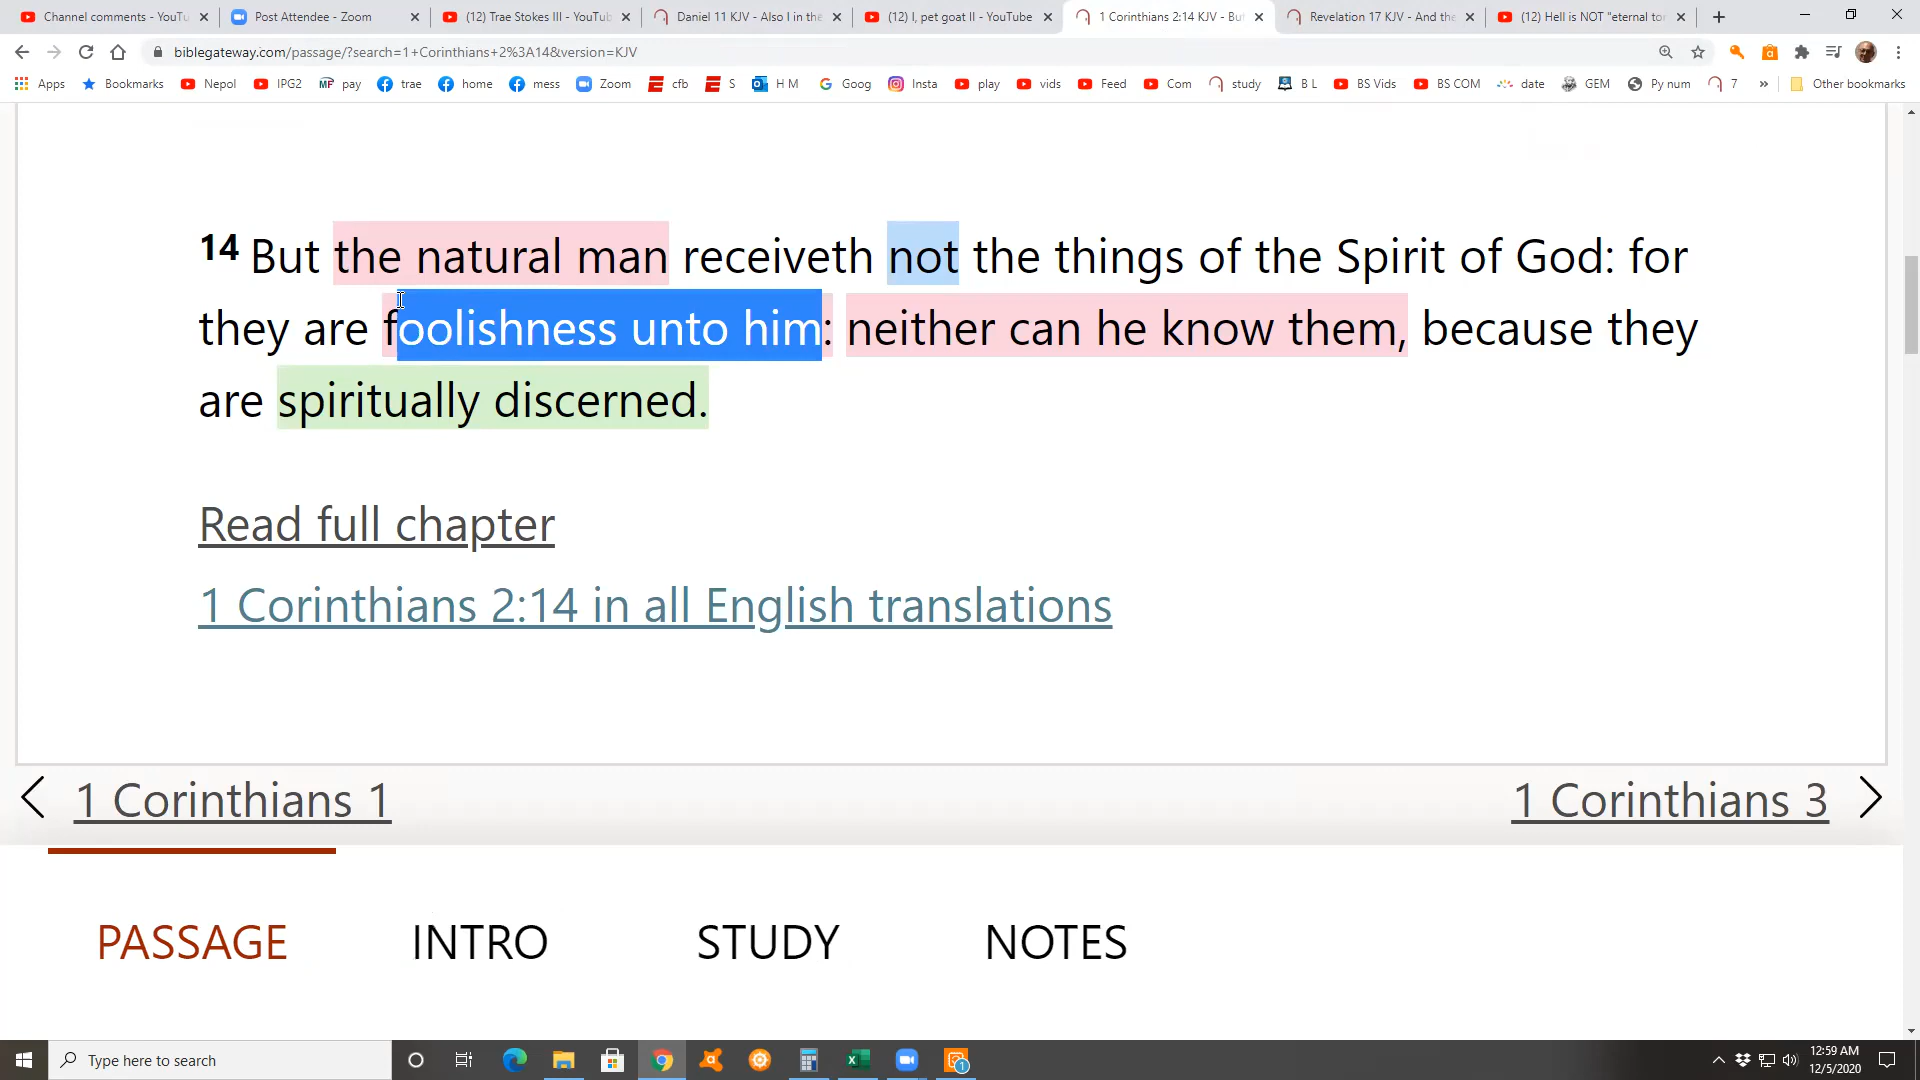 Channel comments - YouTu
Post Attendee - Zoom
(12) Trae Stokes III - YouTub
Daniel 11 KJV - Also I in the
(12) I, pet goat II - YouTube
1 Corinthians 2:14 KJV - But
Revelation 17 KJV - And the
(12) Hell is NOT "eternal tor
biblegateway.com/passage/?search=1+Corinthians+2%3A14&version=KJV
Apps
Bookmarks
Nepol
IPG2
MF pay
trae
home
mess
Zoom
cfb
S
H M
Goog
Insta
play
vids
Feed
Com
study
B L
BS Vids
BS COM
date
GEM
Py num
7
»
Other bookmarks
14 But the natural man receiveth not the things of the Spirit of God: for
they are foolishness unto him: neither can he know them, because they
are spiritually discerned.
Read full chapter
1 Corinthians 2:14 in all English translations
1 Corinthians 1
1 Corinthians 3
PASSAGE
INTRO
STUDY
NOTES
Type here to search
1
12:59 AM
12/5/2020